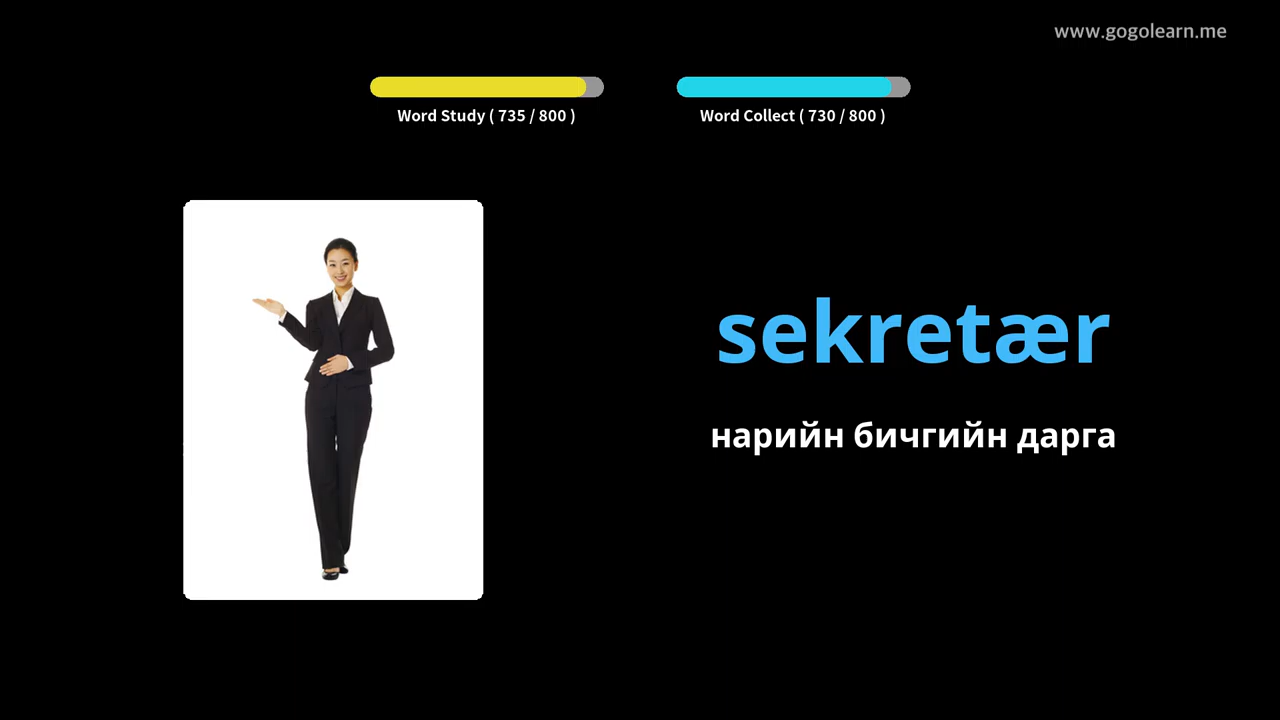 www.gogolearn.me
Word Study ( 735 / 800 )
Word Collect ( 730 / 800 )
sekretær
нарийн бичгийн дарга